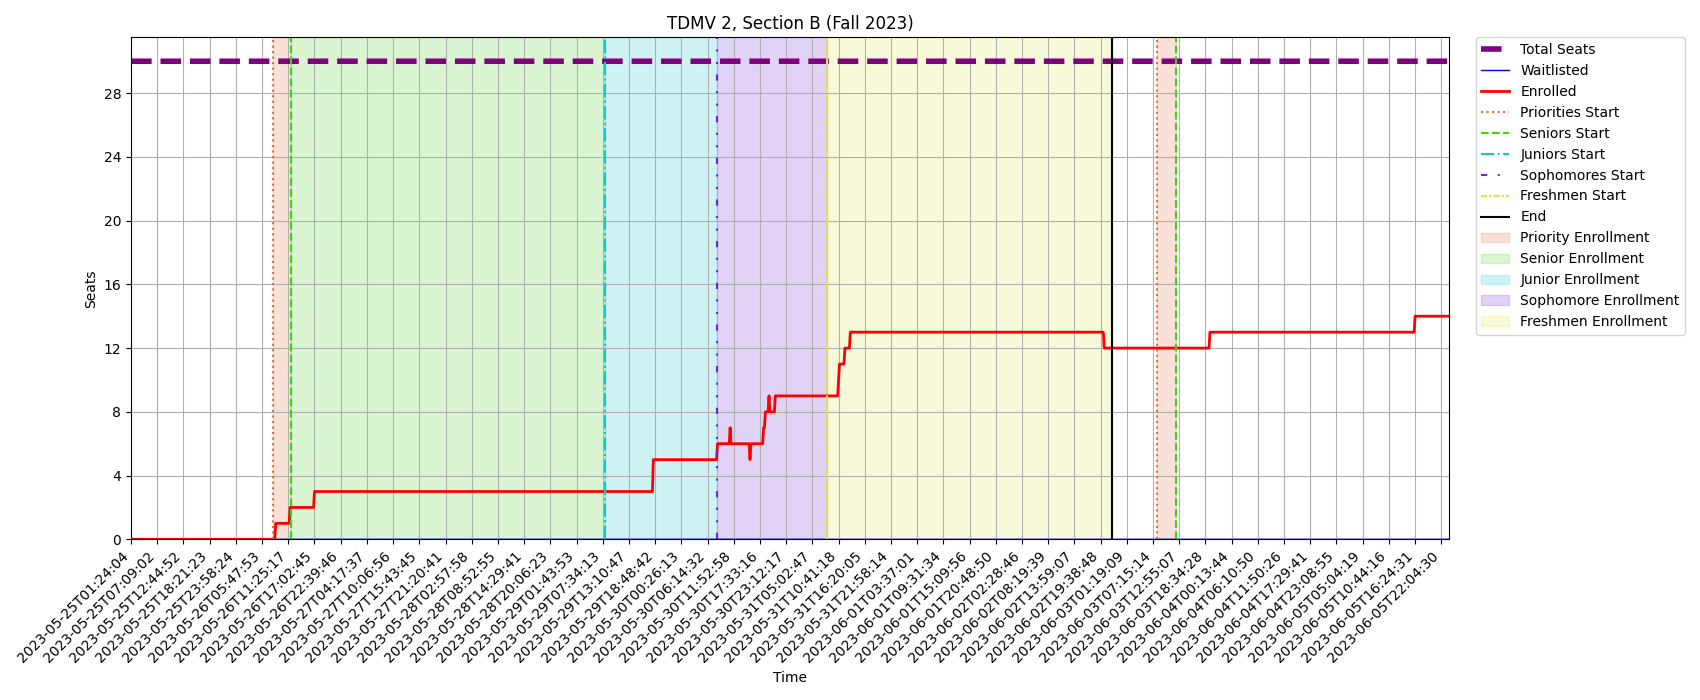 TDMV 2, Section B (Fall 2023)
Total Seats
Waitlisted
Enrolled
Priorities Start
Seniors Start
Juniors Start
Sophomores Start
Freshmen Start
End
Priority Enrollment
Senior Enrollment
Junior Enrollment
Sophomore Enrollment
Freshmen Enrollment
Seats
28
24
20
16
12
8
4
0
2023-05-25T01:24:04
2023-05-25T07:09:02
2023-05-25T12:44:52
2023-05-25T18:21:23
2023-05-25T23:58:24
2023-05-26T05:47:53
2023-05-26T11:25:17
2023-05-26T17:02:45
2023-05-26T22:39:46
2023-05-27T04:17:37
2023-05-27T10:06:56
2023-05-27T15:43:45
2023-05-27T21:20:41
2023-05-28T02:57:58
2023-05-28T08:52:55
2023-05-28T14:29:41
2023-05-28T20:06:23
2023-05-29T01:43:53
2023-05-29T07:34:13
2023-05-29T13:10:47
2023-05-29T18:48:42
2023-05-30T00:26:13
2023-05-30T06:14:32
2023-05-30T11:52:58
2023-05-30T17:33:16
2023-05-30T23:12:17
2023-05-31T05:02:47
2023-05-31T10:41:18
2023-05-31T16:20:05
2023-05-31T21:58:14
2023-06-01T03:37:01
2023-06-01T09:31:34
2023-06-01T15:09:56
2023-06-01T20:48:50
2023-06-02T02:28:46
2023-06-02T08:19:39
2023-06-02T13:59:07
2023-06-02T19:38:48
2023-06-03T01:19:09
2023-06-03T07:15:14
2023-06-03T12:55:07
2023-06-03T18:34:28
2023-06-04T00:13:44
2023-06-04T06:10:50
2023-06-04T11:50:26
2023-06-04T17:29:41
2023-06-04T23:08:55
2023-06-05T05:04:19
2023-06-05T10:44:16
2023-06-05T16:24:31
2023-06-05T22:04:30
Time